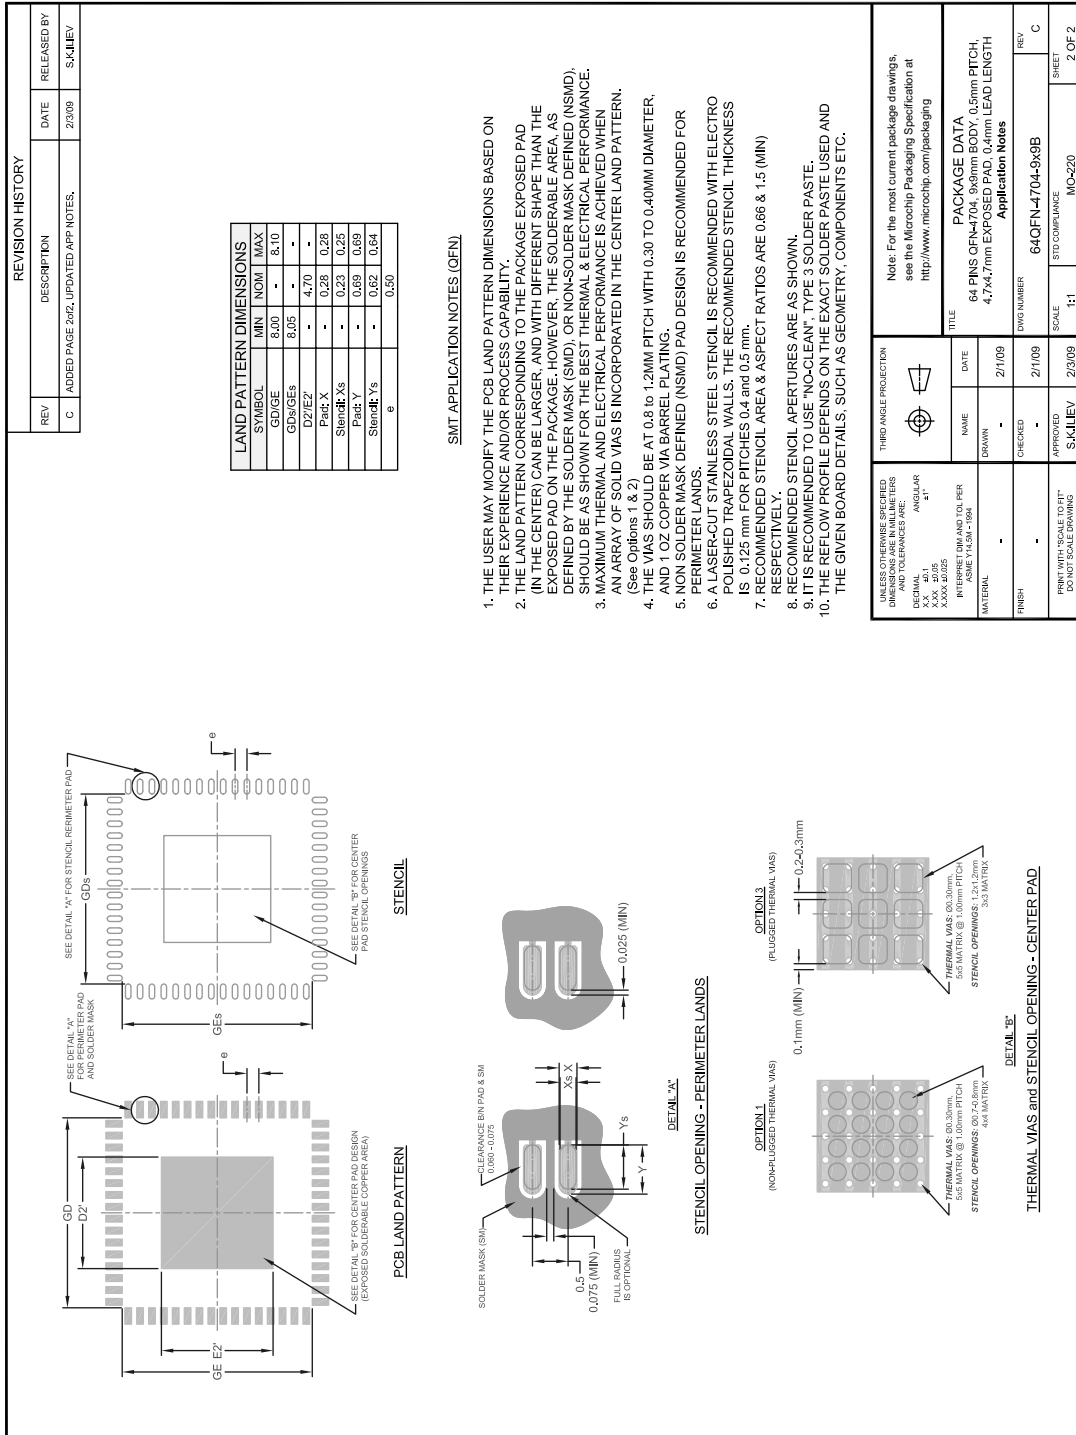 REVISION HISTORY
REV DESCRIPTION DATE RELEASED BY
C ADDED PAGE 2of2. UPDATED APP NOTES. 2/3/09 S.K.ILIEV
SEE DETAIL "A"
FOR PERIMETER PAD
AND SOLDER MASK
GD
D2'
GE
E2'
e
SEE DETAIL "B" FOR CENTER PAD DESIGN
(EXPOSED SOLDERABLE COPPER AREA)
PCB LAND PATTERN
SEE DETAIL "A" FOR STENCIL RERIMETER PAD
GDs
GEs
e
SEE DETAIL "B" FOR CENTER
PAD STENCIL OPENINGS
STENCIL
LAND PATTERN DIMENSIONS
SYMBOL MIN NOM MAX
GD/GE 8.00 - 8.10
GDs/GEs 8.05 - -
D2'/E2' - 4.70 -
Pad: X - 0.28 0.28
Stencil: Xs - 0.23 0.25
Pad: Y - 0.69 0.69
Stencil: Ys - 0.62 0.64
e 0.50
SOLDER MASK (SM)
CLEARANCE B/N PAD & SM
0.060 - 0.075
Xs X
Ys
Y
0.5
0.075 (MIN)
FULL RADIUS
IS OPTIONAL
0.025 (MIN)
DETAIL "A"
STENCIL OPENING - PERIMETER LANDS
SMT APPLICATION NOTES (QFN)
1. THE USER MAY MODIFY THE PCB LAND PATTERN DIMENSIONS BASED ON
THEIR EXPERIENCE AND/OR PROCESS CAPABILITY.
2. THE LAND PATTERN CORRESPONDING TO THE PACKAGE EXPOSED PAD
(IN THE CENTER) CAN BE LARGER, AND WITH DIFFERENT SHAPE THAN THE
EXPOSED PAD ON THE PACKAGE. HOWEVER, THE SOLDERABLE AREA, AS
DEFINED BY THE SOLDER MASK (SMD), OR NON-SOLDER MASK DEFINED (NSMD),
SHOULD BE AS SHOWN FOR THE BEST THERMAL & ELECTRICAL PERFORMANCE.
3. MAXIMUM THERMAL AND ELECTRICAL PERFORMANCE IS ACHIEVED WHEN
AN ARRAY OF SOLID VIAS IS INCORPORATED IN THE CENTER LAND PATTERN.
(See Options 1 & 2)
4. THE VIAS SHOULD BE AT 0.8 to 1.2MM PITCH WITH 0.30 TO 0.40MM DIAMETER,
AND 1 OZ COPPER VIA BARREL PLATING.
5. NON SOLDER MASK DEFINED (NSMD) PAD DESIGN IS RECOMMENDED FOR
PERIMETER LANDS.
6. A LASER-CUT STAINLESS STEEL STENCIL IS RECOMMENDED WITH ELECTRO
POLISHED TRAPEZOIDAL WALLS. THE RECOMMENDED STENCIL THICKNESS
IS 0.125 mm FOR PITCHES 0.4 and 0.5 mm.
7. RECOMMENDED STENCIL AREA & ASPECT RATIOS ARE 0.66 & 1.5 (MIN)
RESPECTIVELY.
8. RECOMMENDED STENCIL APERTURES ARE AS SHOWN.
9. IT IS RECOMMENDED TO USE "NO-CLEAN", TYPE 3 SOLDER PASTE.
10. THE REFLOW PROFILE DEPENDS ON THE EXACT SOLDER PASTE USED AND
THE GIVEN BOARD DETAILS, SUCH AS GEOMETRY, COMPONENTS ETC.
OPTION 1
(NON-PLUGGED THERMAL VIAS)
THERMAL VIAS: Ø0.30mm,
5x5 MATRIX @ 1.00mm PITCH
STENCIL OPENINGS: Ø0.7-0.8mm
4x4 MATRIX
OPTION 3
(PLUGGED THERMAL VIAS)
0.1mm (MIN)
0.2-0.3mm
THERMAL VIAS: Ø0.30mm,
5x5 MATRIX @ 1.00mm PITCH
STENCIL OPENINGS: 1.2x1.2mm
3x3 MATRIX
DETAIL "B"
THERMAL VIAS and STENCIL OPENING - CENTER PAD
UNLESS OTHERWISE SPECIFIED
DIMENSIONS ARE IN MILLIMETERS
AND TOLERANCES ARE:
DECIMAL ANGULAR
X.X ±0.1 ±1°
X.XX ±0.05
X.XXX ±0.025
INTERPRET DIM AND TOL PER
ASME Y14.5M - 1994
MATERIAL
-
FINISH
-
PRINT WITH "SCALE TO FIT"
DO NOT SCALE DRAWING
THIRD ANGLE PROJECTION
NAME DATE
DRAWN
- 2/1/09
CHECKED
- 2/1/09
APPROVED
S.K.ILIEV 2/3/09
Note: For the most current package drawings,
see the Microchip Packaging Specification at
http://www.microchip.com/packaging
TITLE
PACKAGE DATA
64 PINS QFN-4704, 9x9mm BODY, 0.5mm PITCH,
4.7x4.7mm EXPOSED PAD, 0.4mm LEAD LENGTH
Application Notes
DWG NUMBER
64QFN-4704-9x9B
REV
C
SCALE
1:1
STD COMPLIANCE
MO-220
SHEET
2 OF 2